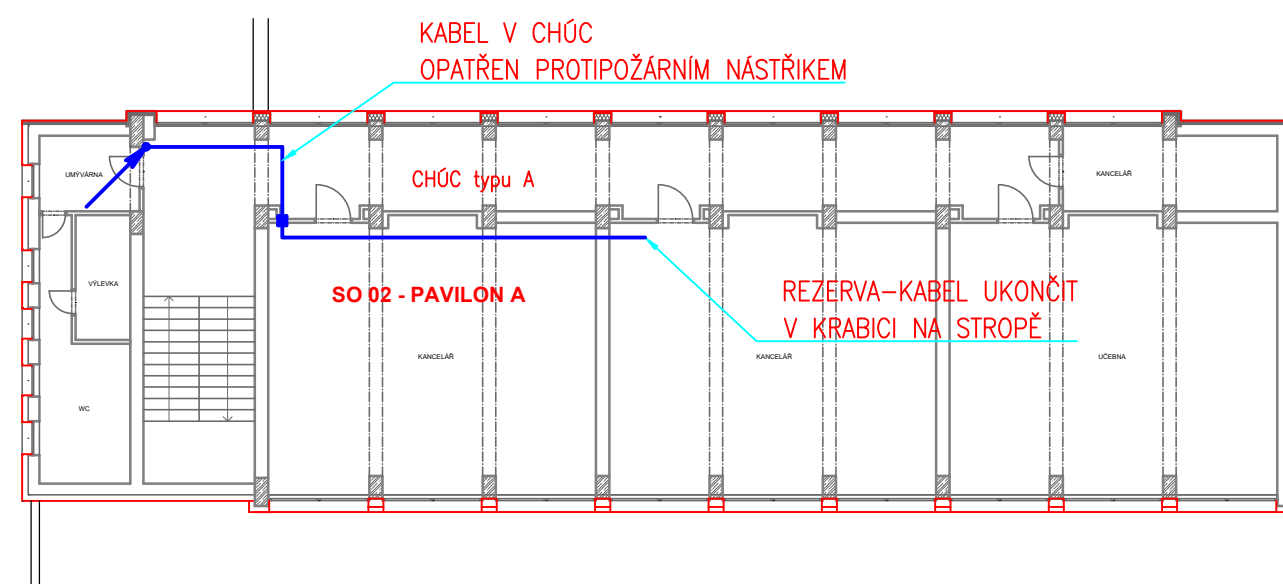 KABEL V CHÚC
OPATŘEN PROTIPOŽÁRNÍM NÁSTŘIKEM
UMÝVÁRNA
CHÚC typu A
KANCELÁŘ
VÝLEVKA
SO 02 - PAVILON A
REZERVA-KABEL UKONČIT
V KRABICI NA STROPĚ
KANCELÁŘ
KANCELÁŘ
UČEBNA
WC